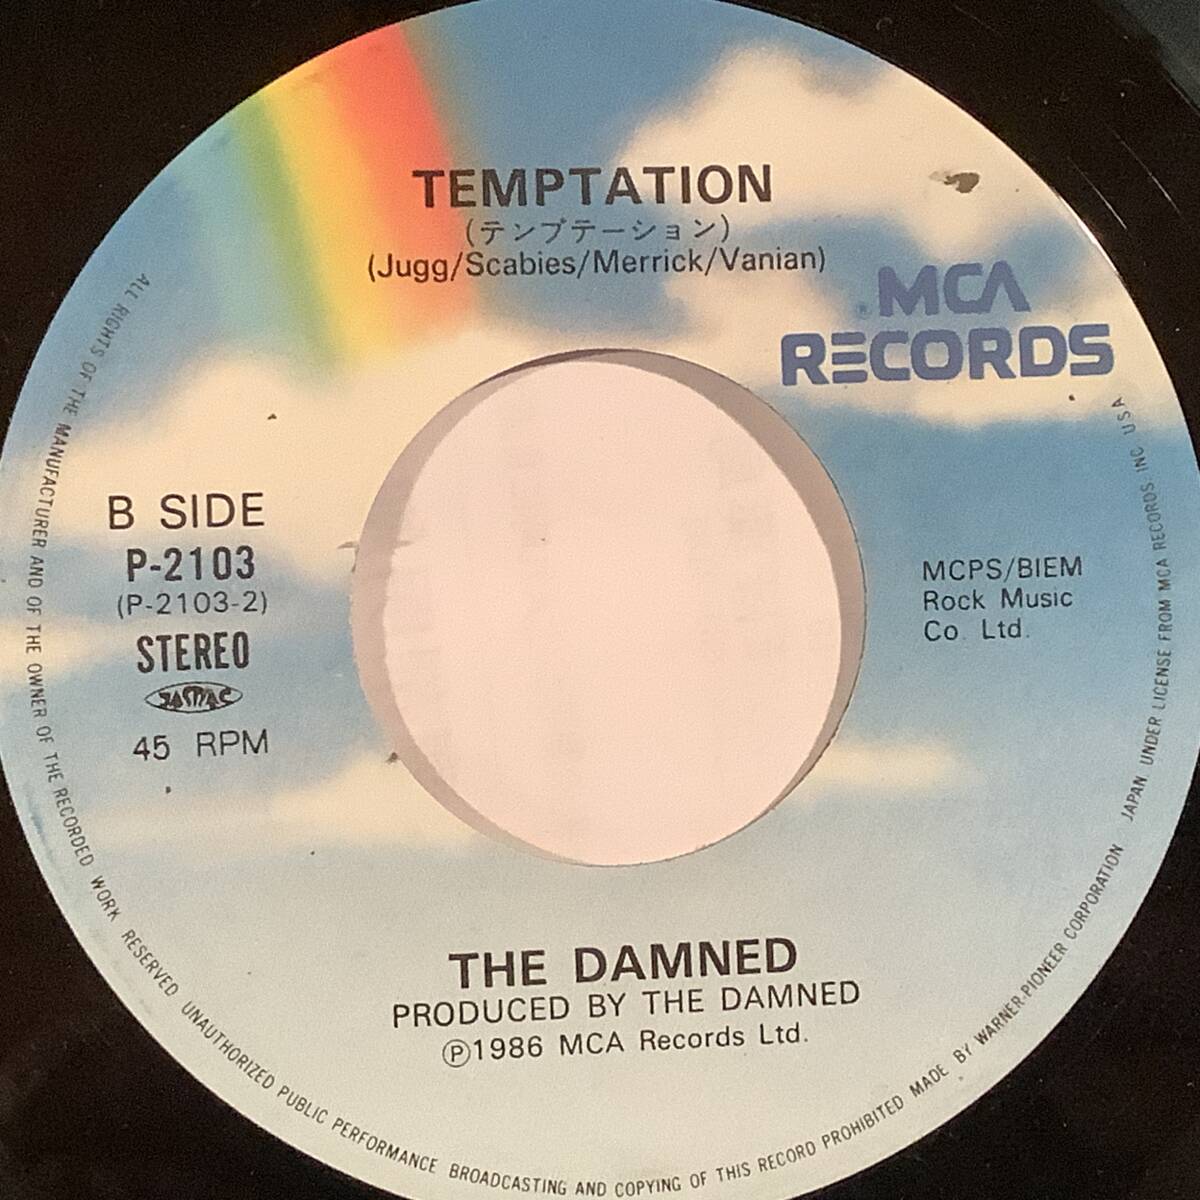 TEMPTATION
(テンプテーション)
(Jugg/Scabies/Merrick/Vanian)
® MCA
RECORDS
B SIDE
P-2103
(P-2103-2)
STEREO
JASRAC
45 RPM
MCPS/BIEM
Rock Music
Co. Ltd.
THE DAMNED
PRODUCED BY THE DAMNED
Ⓟ1986 MCA Records Ltd.
ALL RIGHTS OF THE MANUFACTURER AND OF THE OWNER OF THE RECORDED WORK RESERVED UNAUTHORIZED PUBLIC PERFORMANCE BROADCASTING AND COPYING OF THIS RECORD PROHIBITED MADE BY WARNER-PIONEER CORPORATION JAPAN UNDER LICENSE FROM MCA RECORDS. INC U.S.A.